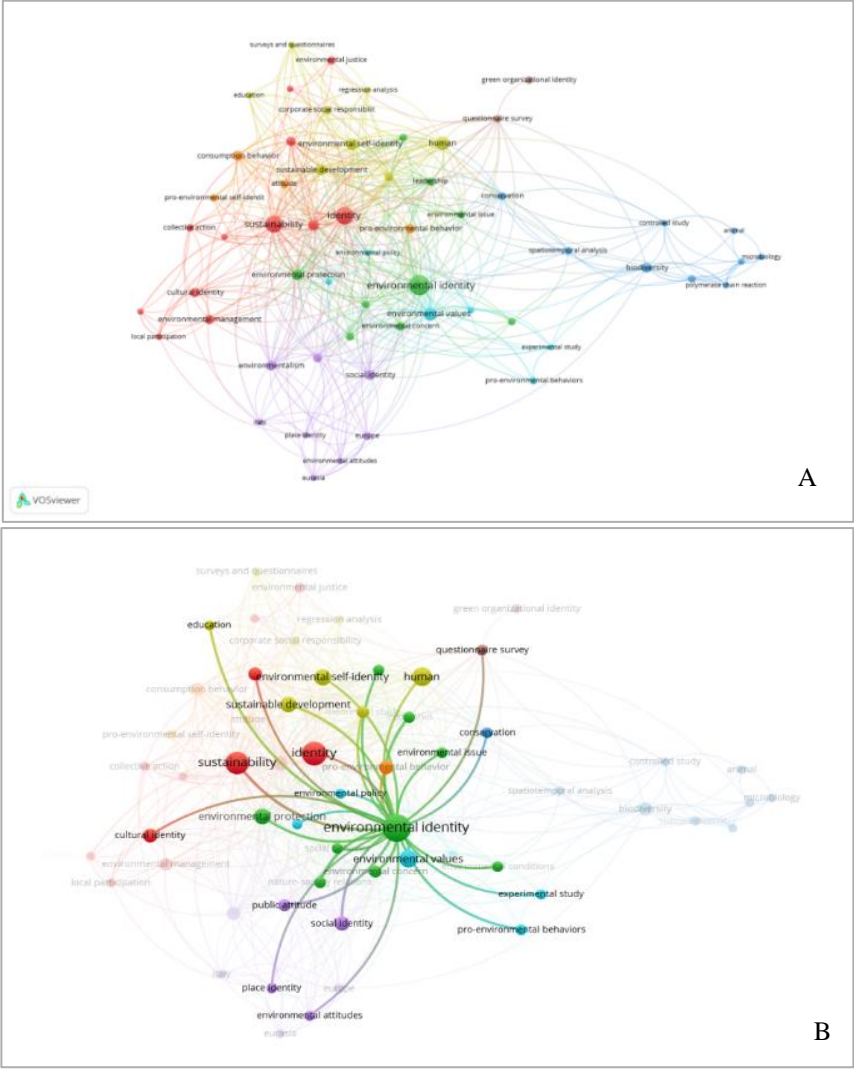 surveys and questionnaires
environmental justice
green organizational identity
regression analysis
education
corporate social responsibilit
questionnaire survey
environmental self-identity
human
consumption behavior
sustainable development
attitude
leadership
pro-environmental self-identit
conservation
identity
environmental issue
sustainability
collective action
pro-environmental behavior
controlled study
animal
environmental policy
spatiotemporal analysis
microbiology
biodiversity
environmental protection
environmental identity
polymerase chain reaction
cultural identity
environmental values
environmental management
environmental concern
local participation
experimental study
environmentalism
social identity
pro-environmental behaviors
italy
place identity
europe
environmental attitudes
eurasia
A
VOSviewer
surveys and questionnaires
environmental justice
green organizational identity
regression analysis
education
corporate social responsibility
questionnaire survey
environmental self-identity
human
consumption behavior
sustainable development
attitude
conservation
pro-environmental self-identity
environmental issue
identity
sustainability
collective action
pro-environmental behavior
controlled study
animal
environmental policy
spatiotemporal analysis
microbiology
biodiversity
environmental protection
environmental identity
cultural identity
social
environmental values
environmental management
environmental concern
environmental conditions
local participation
nature-society relations
experimental study
public attitude
social identity
pro-environmental behaviors
italy
place identity
europe
environmental attitudes
eurasia
B